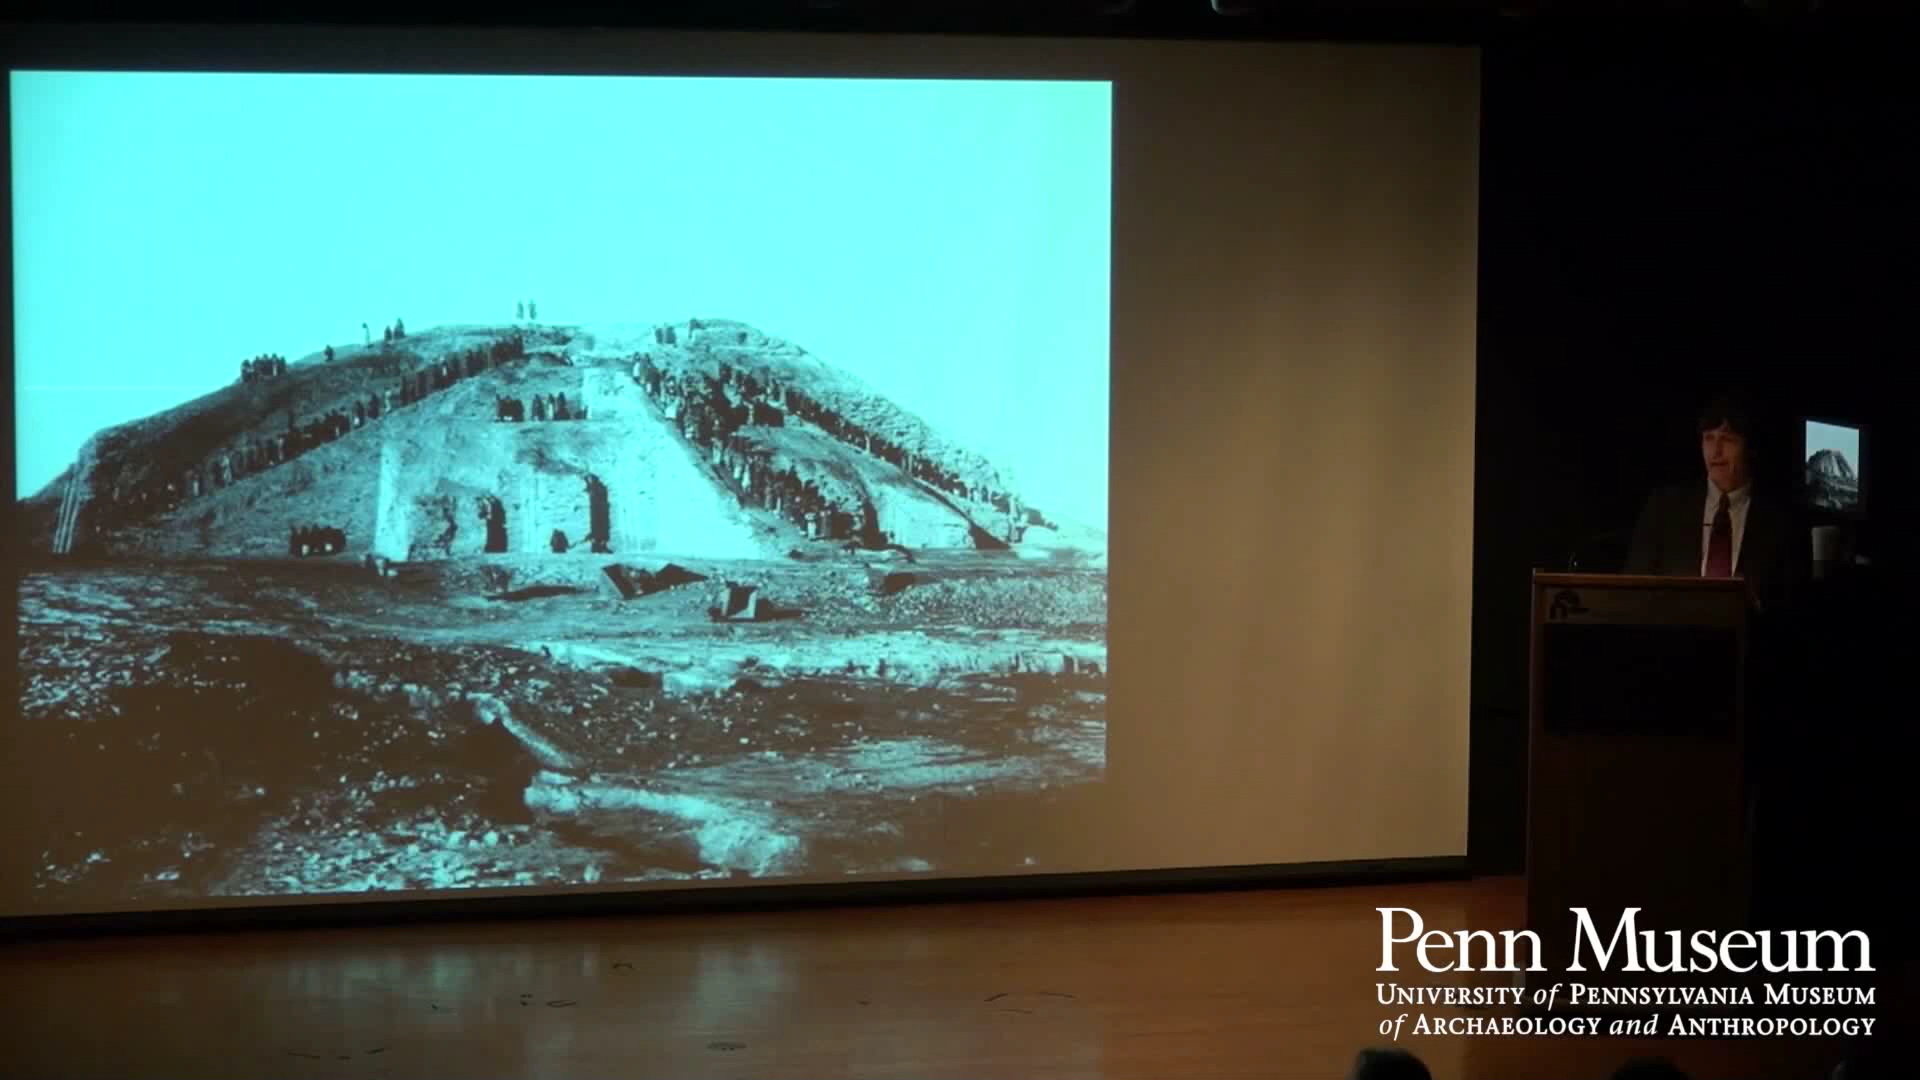 Penn Museum
UNIVERSITY of PENNSYLVANIA MUSEUM
of ARCHAEOLOGY and ANTHROPOLOGY